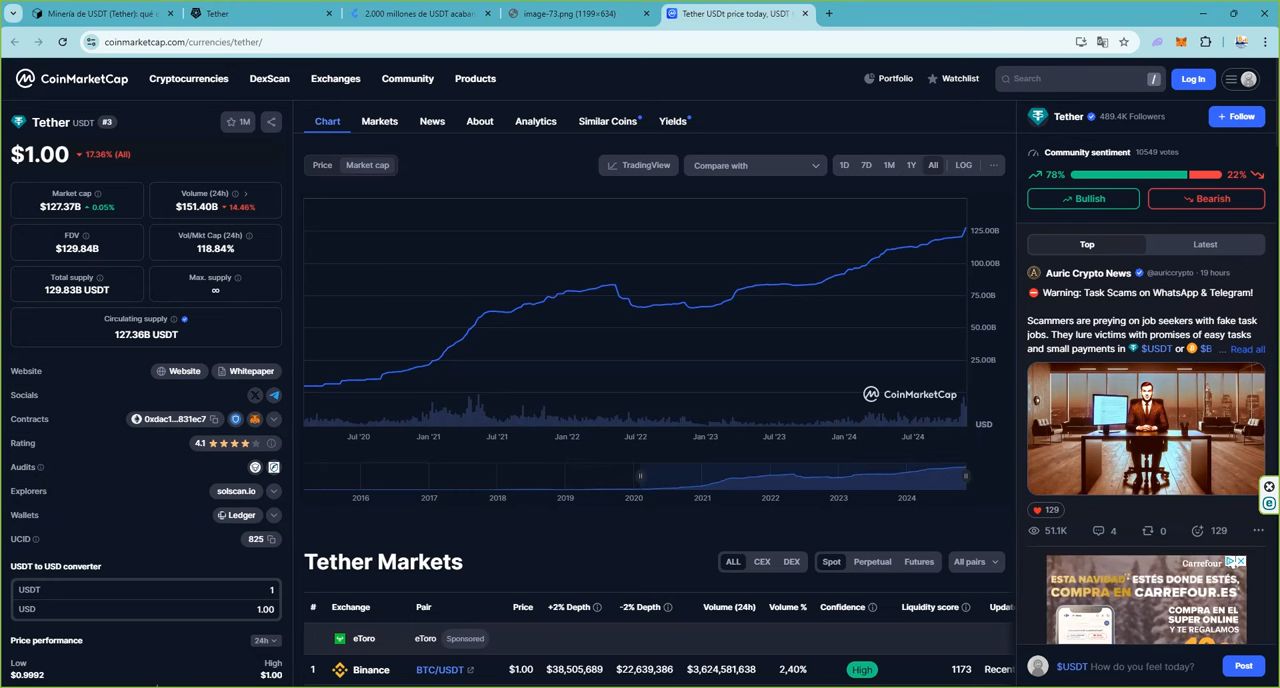 Minería de USDT (Tether): qué e
Tether
2.000 millones de USDT acaban
image-73.png (1199×634)
Tether USDt price today, USDT
coinmarketcap.com/currencies/tether/
CoinMarketCap
Cryptocurrencies
DexScan
Exchanges
Community
Products
Portfolio
Watchlist
Search
/
Log In
Tether USDT #3
1M
$1.00
17.36% (All)
Market cap
$127.37B 0.05%
Volume (24h)
$151.40B 14.46%
FDV
$129.84B
Vol/Mkt Cap (24h)
118.84%
Total supply
129.83B USDT
Max. supply
∞
Circulating supply
127.36B USDT
Website
Website
Whitepaper
Socials
Contracts
0xdac1...831ec7
Rating
4.1
Audits
Explorers
solscan.io
Wallets
Ledger
UCID
825
USDT to USD converter
USDT 1
USD 1.00
Price performance
24h
Low High
$0.9992 $1.00
Chart
Markets
News
About
Analytics
Similar Coins
Yields
Price
Market cap
TradingView
Compare with
1D 7D 1M 1Y All LOG ...
125.00B
100.00B
75.00B
50.00B
25.00B
CoinMarketCap
USD
Jul '20 Jan '21 Jul '21 Jan '22 Jul '22 Jan '23 Jul '23 Jan '24 Jul '24
2016 2017 2018 2019 2020 2021 2022 2023 2024
Tether Markets
ALL CEX DEX
Spot Perpetual Futures
All pairs
# Exchange Pair Price +2% Depth -2% Depth Volume (24h) Volume % Confidence Liquidity score Updat
eToro eToro Sponsored
1 Binance BTC/USDT $1.00 $38,505,689 $22,639,386 $3,624,581,638 2,40% High 1173 Recent
Tether 489.4K Followers
+ Follow
Community sentiment 10549 votes
78% 22%
Bullish
Bearish
Top
Latest
Auric Crypto News @auriccrypto · 19 hours
Warning: Task Scams on WhatsApp & Telegram!
Scammers are preying on job seekers with fake task
jobs. They lure victims with promises of easy tasks
and small payments in $USDT or $B ... Read all
129
51.1K 4 0 129
Carrefour
ESTA NAVIDAD ESTÉS DONDE ESTÉS,
COMPRA EN CARREFOUR.ES
COMPRA EN EL
SUPER ONLINE
Y TE REGALAMOS
$USDT How do you feel today?
Post